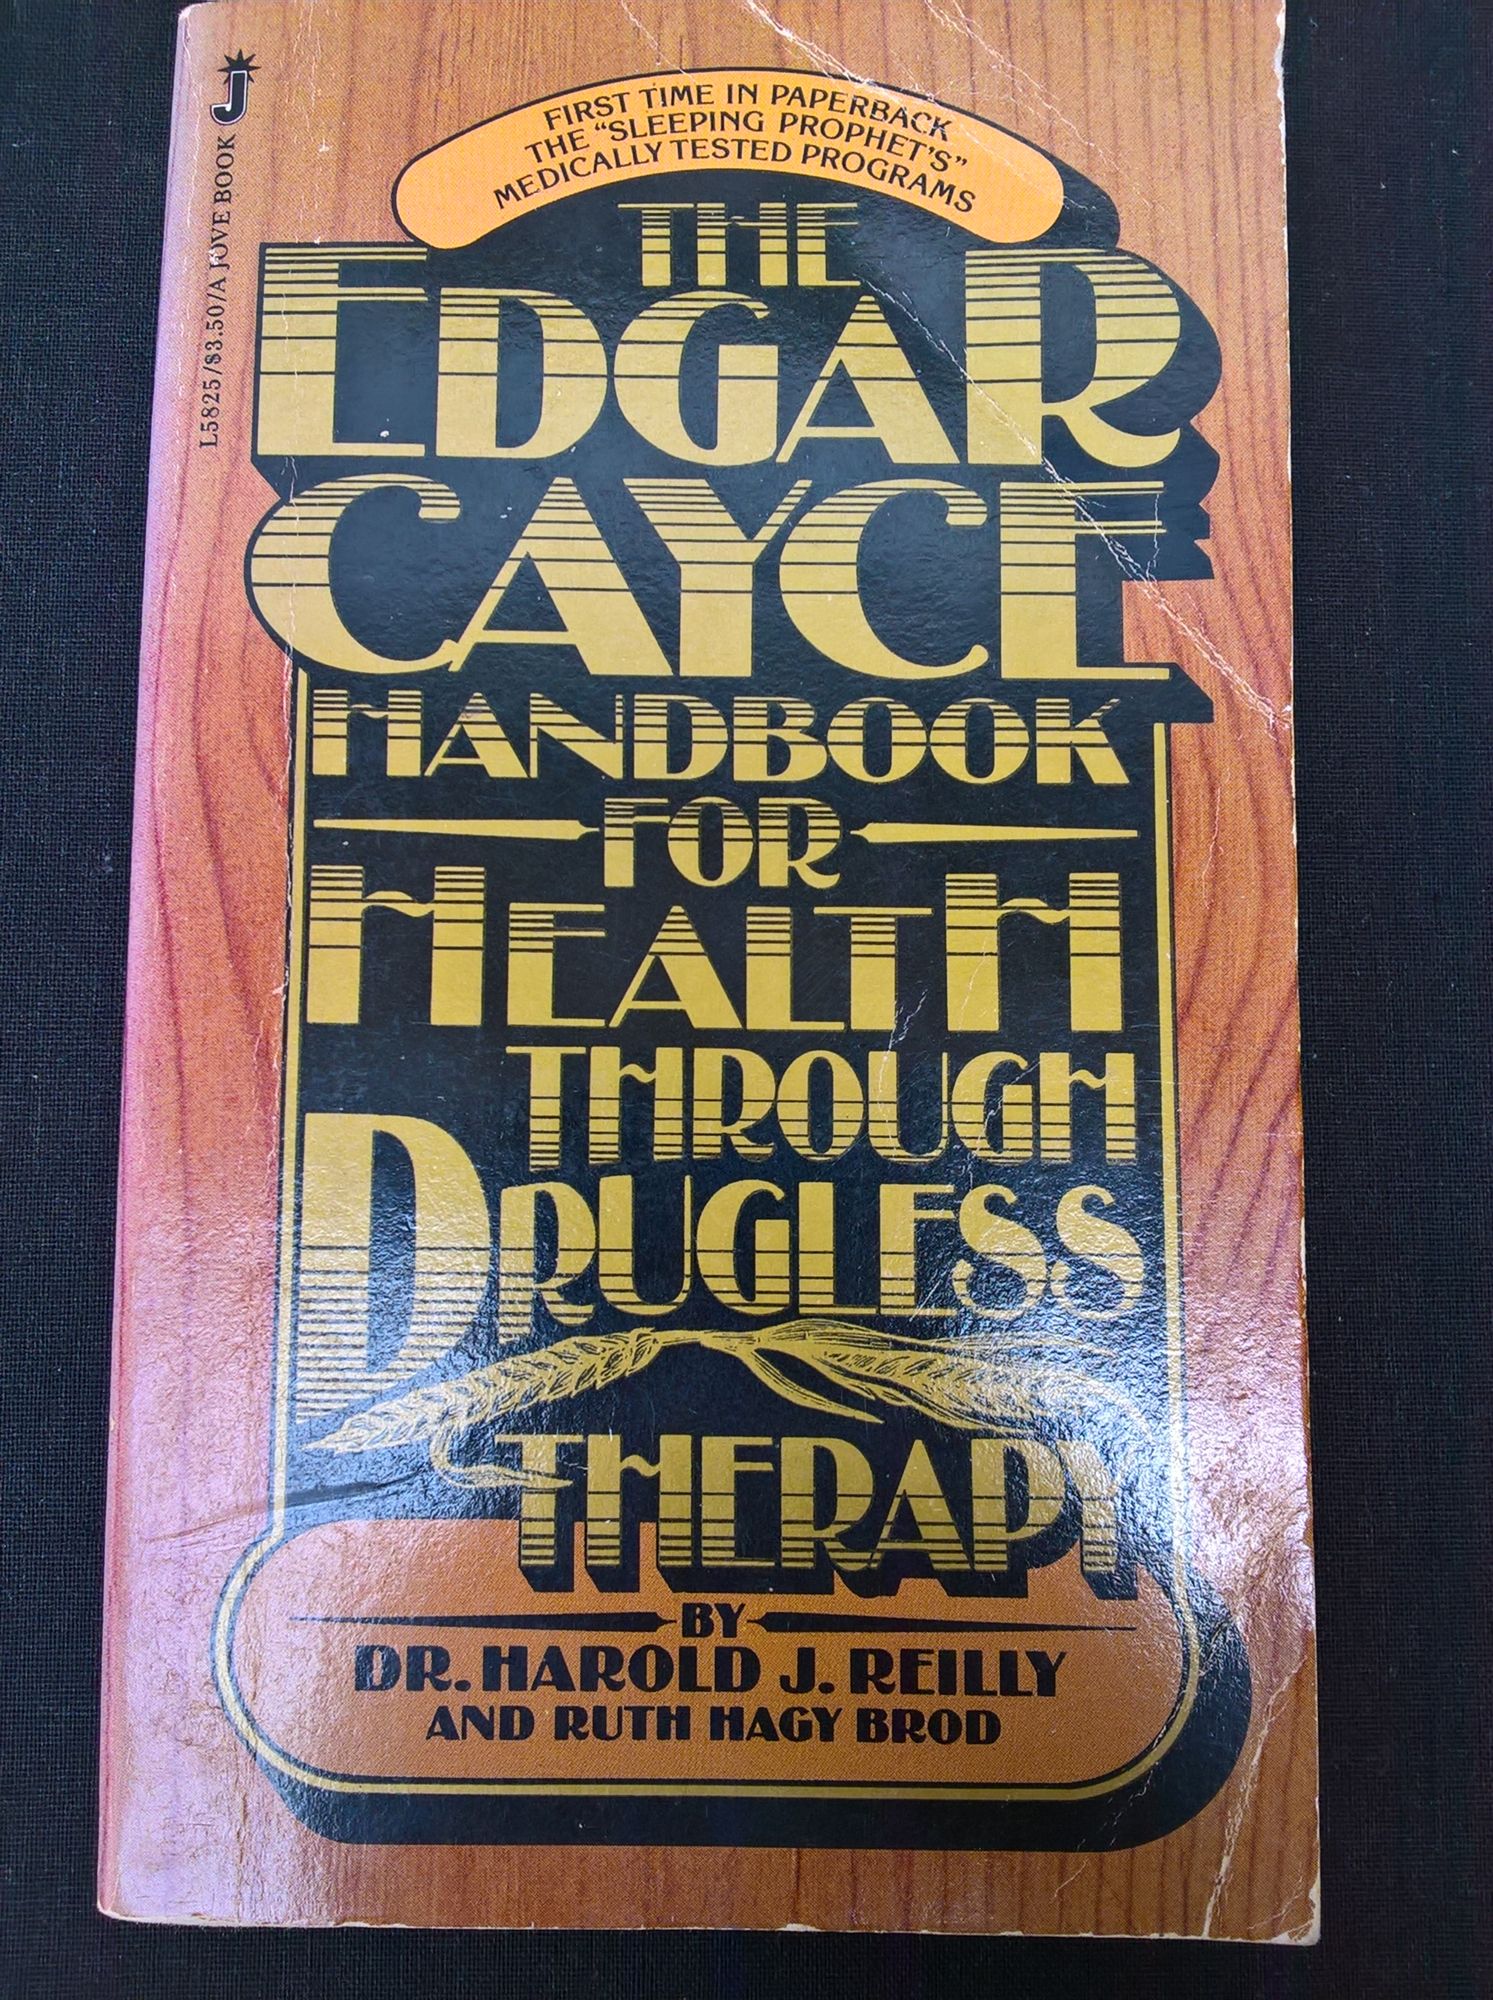 J
L5825/$3.50/A JOVE BOOK
FIRST TIME IN PAPERBACK
THE "SLEEPING PROPHET'S"
MEDICALLY TESTED PROGRAMS
THE
EDGAR
CAYCE
HANDBOOK
FOR
HEALTH
THROUGH
DRUGLESS
THERAPY
BY
DR. HAROLD J. REILLY
AND RUTH HAGY BROD